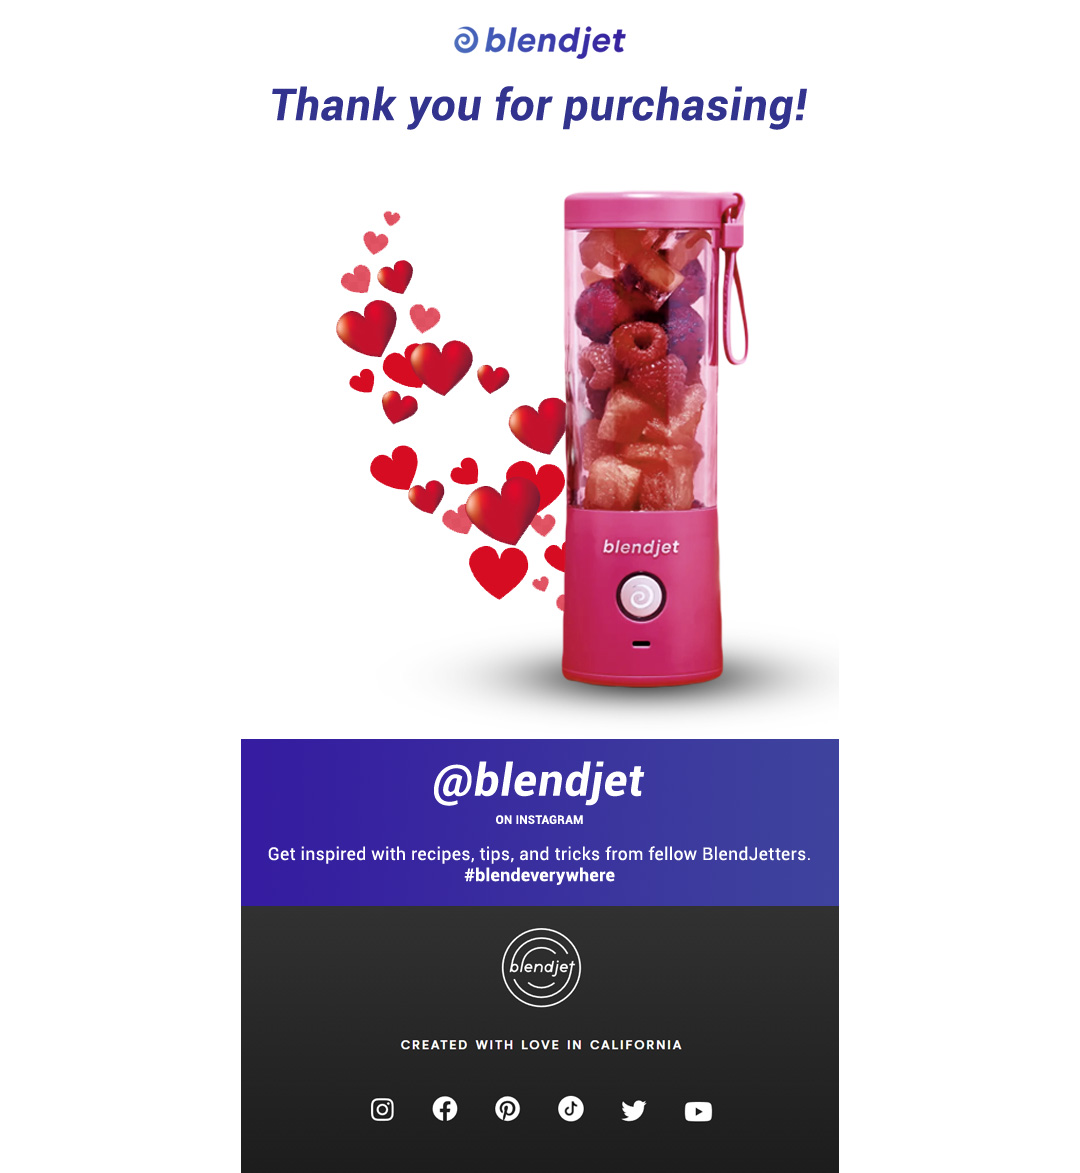 blendjet
Thank you for purchasing!
blendjet
@blendjet
ON INSTAGRAM
Get inspired with recipes, tips, and tricks from fellow BlendJetters.
#blendeverywhere
blendjet
CREATED WITH LOVE IN CALIFORNIA